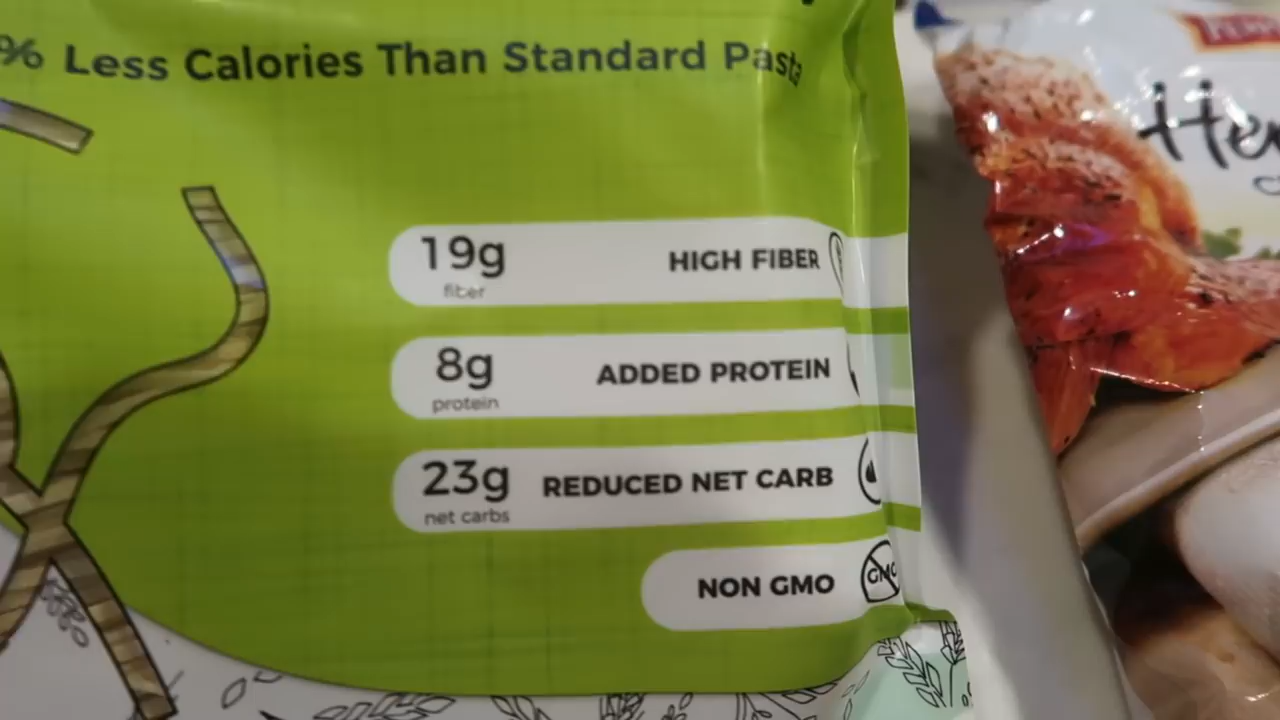 % Less Calories Than Standard Pasta
19g
fiber
HIGH FIBER
8g
protein
ADDED PROTEIN
23g
net carbs
REDUCED NET CARB
NON GMO
GMO